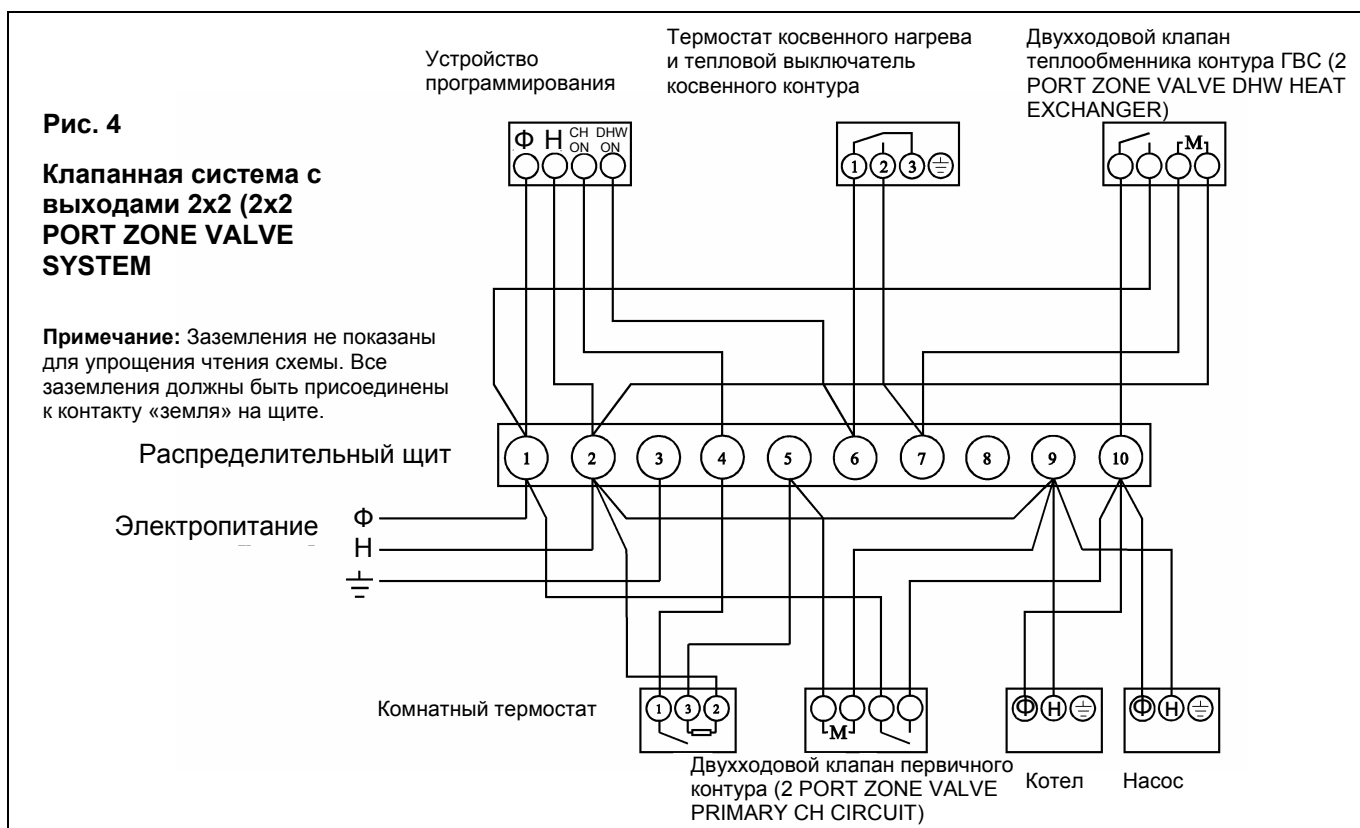 Устройство
программирования
Термостат косвенного нагрева
и тепловой выключатель
косвенного контура
Двухходовой клапан
теплообменника контура ГВС (2
PORT ZONE VALVE DHW HEAT
EXCHANGER)
Рис. 4
Клапанная система с
выходами 2x2 (2x2
PORT ZONE VALVE
SYSTEM
Примечание: Заземления не показаны
для упрощения чтения схемы. Все
заземления должны быть присоединены
к контакту «земля» на щите.
Ф Н CH ON DHW ON
1 2 3
M
Распределительный щит
1 2 3 4 5 6 7 8 9 10
Электропитание
Ф
Н
Комнатный термостат
1 3 2
M
Ф Н
Ф Н
Двухходовой клапан первичного
контура (2 PORT ZONE VALVE
PRIMARY CH CIRCUIT)
Котел
Насос